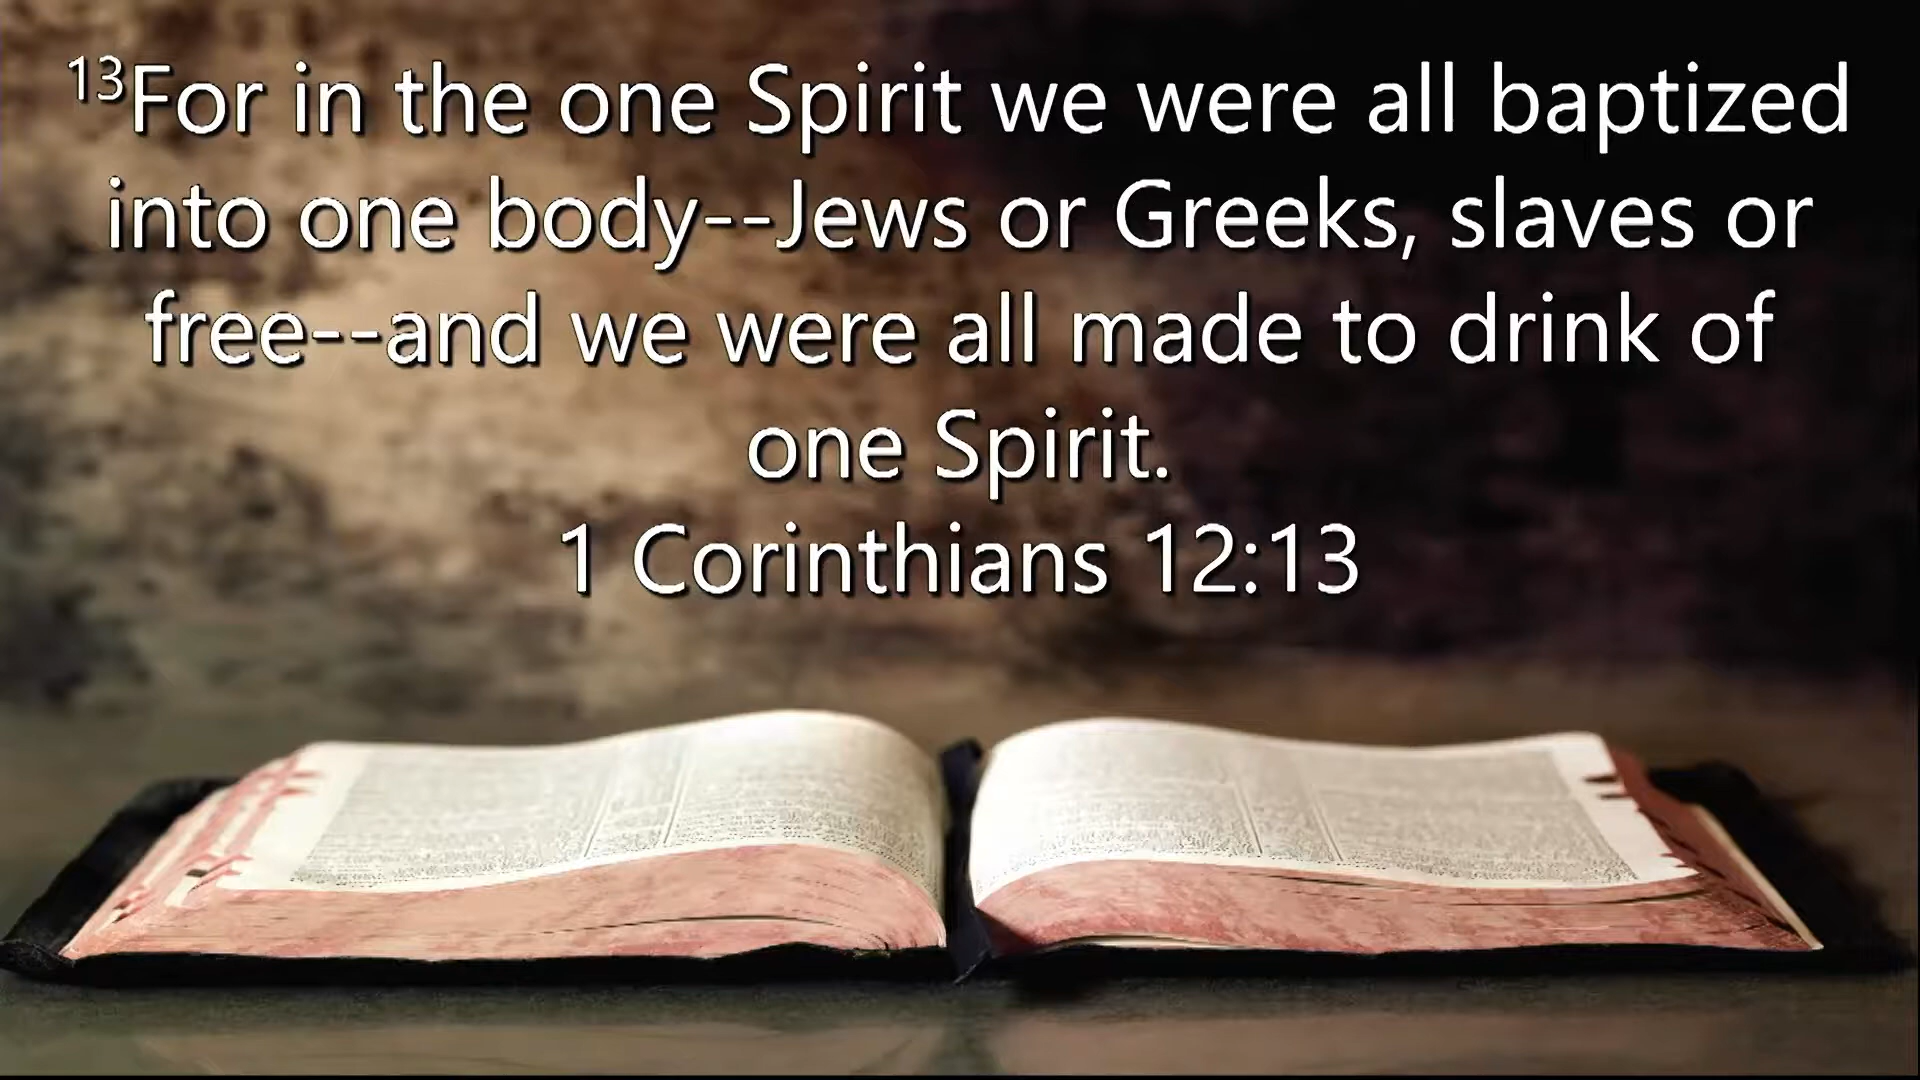 13For in the one Spirit we were all baptized
into one body--Jews or Greeks, slaves or
free--and we were all made to drink of
one Spirit.
1 Corinthians 12:13